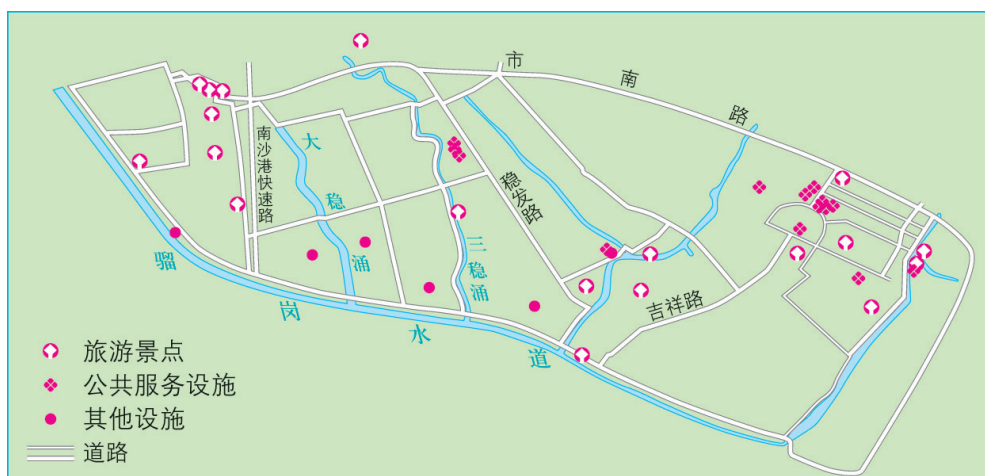 市南路
南沙港快速路
大稳涌
稳发路
三稳涌
骝岗水道
吉祥路
旅游景点
公共服务设施
其他设施
道路